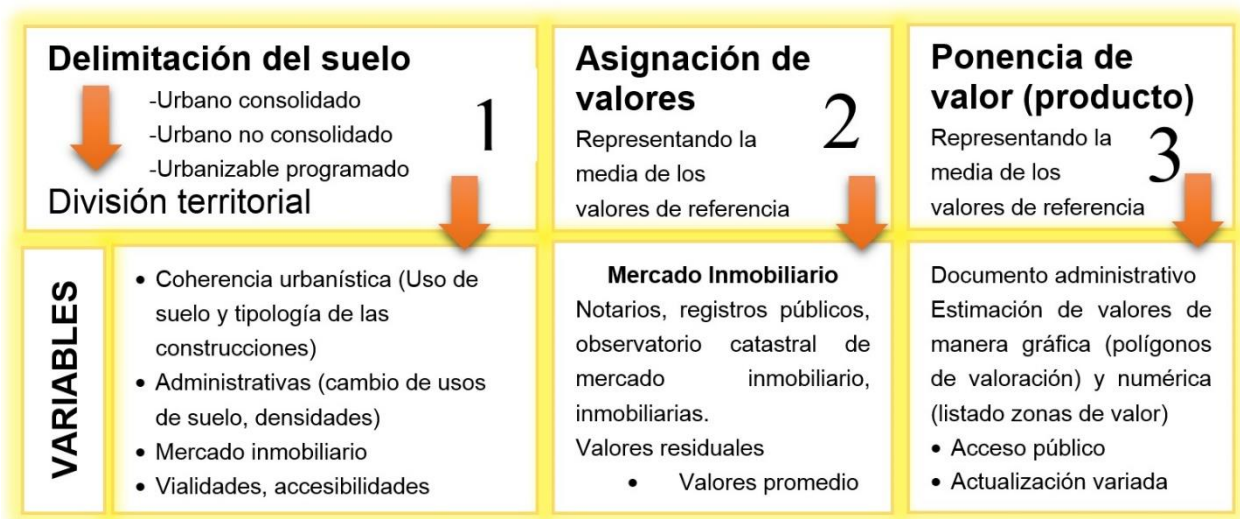 Delimitación del suelo
-Urbano consolidado
-Urbano no consolidado
-Urbanizable programado
División territorial
1
Asignación de
valores
Representando la
media de los
valores de referencia
2
Ponencia de
valor (producto)
Representando la
media de los
valores de referencia
3
VARIABLES
• Coherencia urbanística (Uso de
suelo y tipología de las
construcciones)
• Administrativas (cambio de usos
de suelo, densidades)
• Mercado inmobiliario
• Vialidades, accesibilidades
Mercado Inmobiliario
Notarios, registros públicos,
observatorio catastral de
mercado inmobiliario,
inmobiliarias.
Valores residuales
• Valores promedio
Documento administrativo
Estimación de valores de
manera gráfica (polígonos
de valoración) y numérica
(listado zonas de valor)
• Acceso público
• Actualización variada